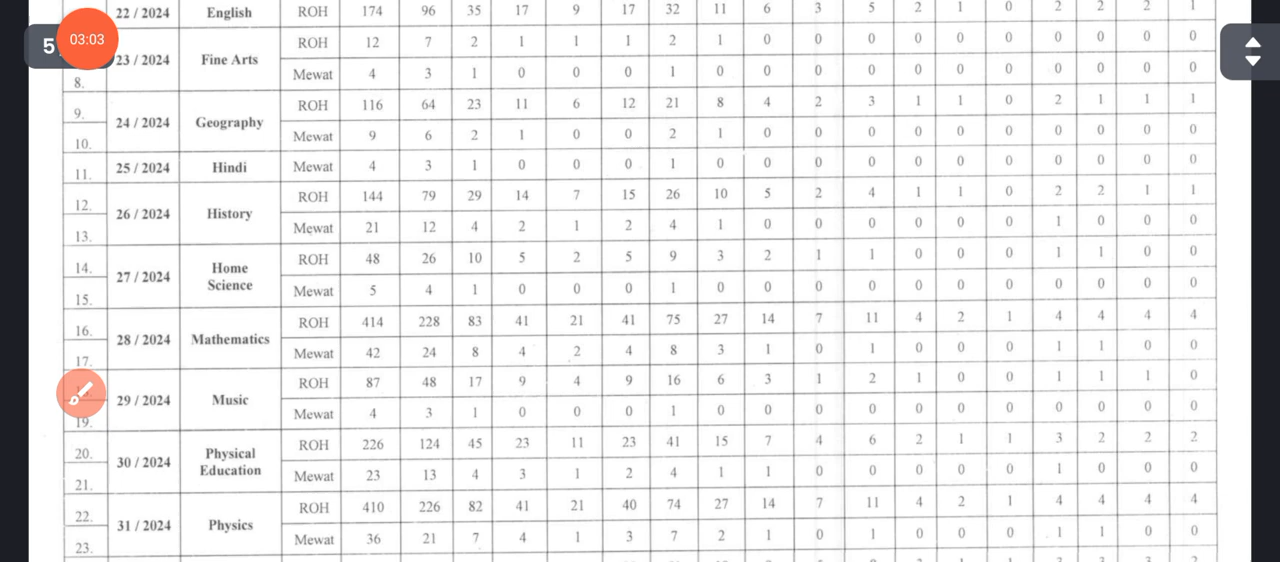 22 / 2024 English ROH 174 96 35 17 9 17 32 11 6 3 5 2 1 0 2 2 2 1
5 03:03
23 / 2024 Fine Arts ROH 12 7 2 1 1 1 2 1 0 0 0 0 0 0 0 0 0 0
8. Mewat 4 3 1 0 0 0 1 0 0 0 0 0 0 0 0 0 0 0
9. 24 / 2024 Geography ROH 116 64 23 11 6 12 21 8 4 2 3 1 1 0 2 1 1 1
10. Mewat 9 6 2 1 0 0 2 1 0 0 0 0 0 0 0 0 0 0
11. 25 / 2024 Hindi Mewat 4 3 1 0 0 0 1 0 0 0 0 0 0 0 0 0 0 0
12. 26 / 2024 History ROH 144 79 29 14 7 15 26 10 5 2 4 1 1 0 2 2 1 1
13. Mewat 21 12 4 2 1 2 4 1 0 0 0 0 0 0 1 0 0 0
14. 27 / 2024 Home Science ROH 48 26 10 5 2 5 9 3 2 1 1 0 0 0 1 1 0 0
15. Mewat 5 4 1 0 0 0 1 0 0 0 0 0 0 0 0 0 0 0
16. 28 / 2024 Mathematics ROH 414 228 83 41 21 41 75 27 14 7 11 4 2 1 4 4 4 4
17. Mewat 42 24 8 4 2 4 8 3 1 0 1 0 0 0 1 1 0 0
29 / 2024 Music ROH 87 48 17 9 4 9 16 6 3 1 2 1 0 0 1 1 1 0
19. Mewat 4 3 1 0 0 0 1 0 0 0 0 0 0 0 0 0 0 0
20. 30 / 2024 Physical Education ROH 226 124 45 23 11 23 41 15 7 4 6 2 1 1 3 2 2 2
21. Mewat 23 13 4 3 1 2 4 1 1 0 0 0 0 0 1 0 0 0
22. 31 / 2024 Physics ROH 410 226 82 41 21 40 74 27 14 7 11 4 2 1 4 4 4 4
23. Mewat 36 21 7 4 1 3 7 2 1 0 1 0 0 0 1 1 0 0